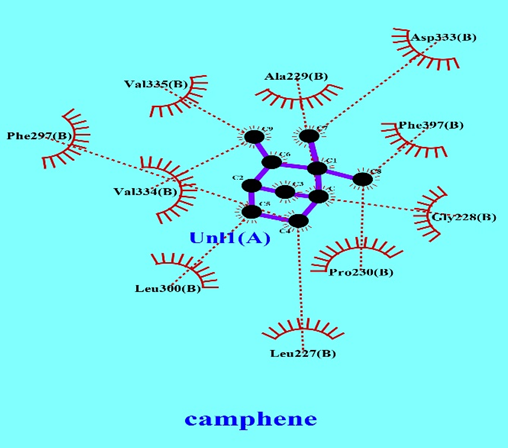 Asp333(B)
Ala229(B)
Val335(B)
C9
C7
Phe397(B)
Phe297(B)
C6
C1
C8
C2
C3
Val334(B)
C
C5
Gly228(B)
C4
Unl1(A)
Pro230(B)
Leu300(B)
Leu227(B)
camphene